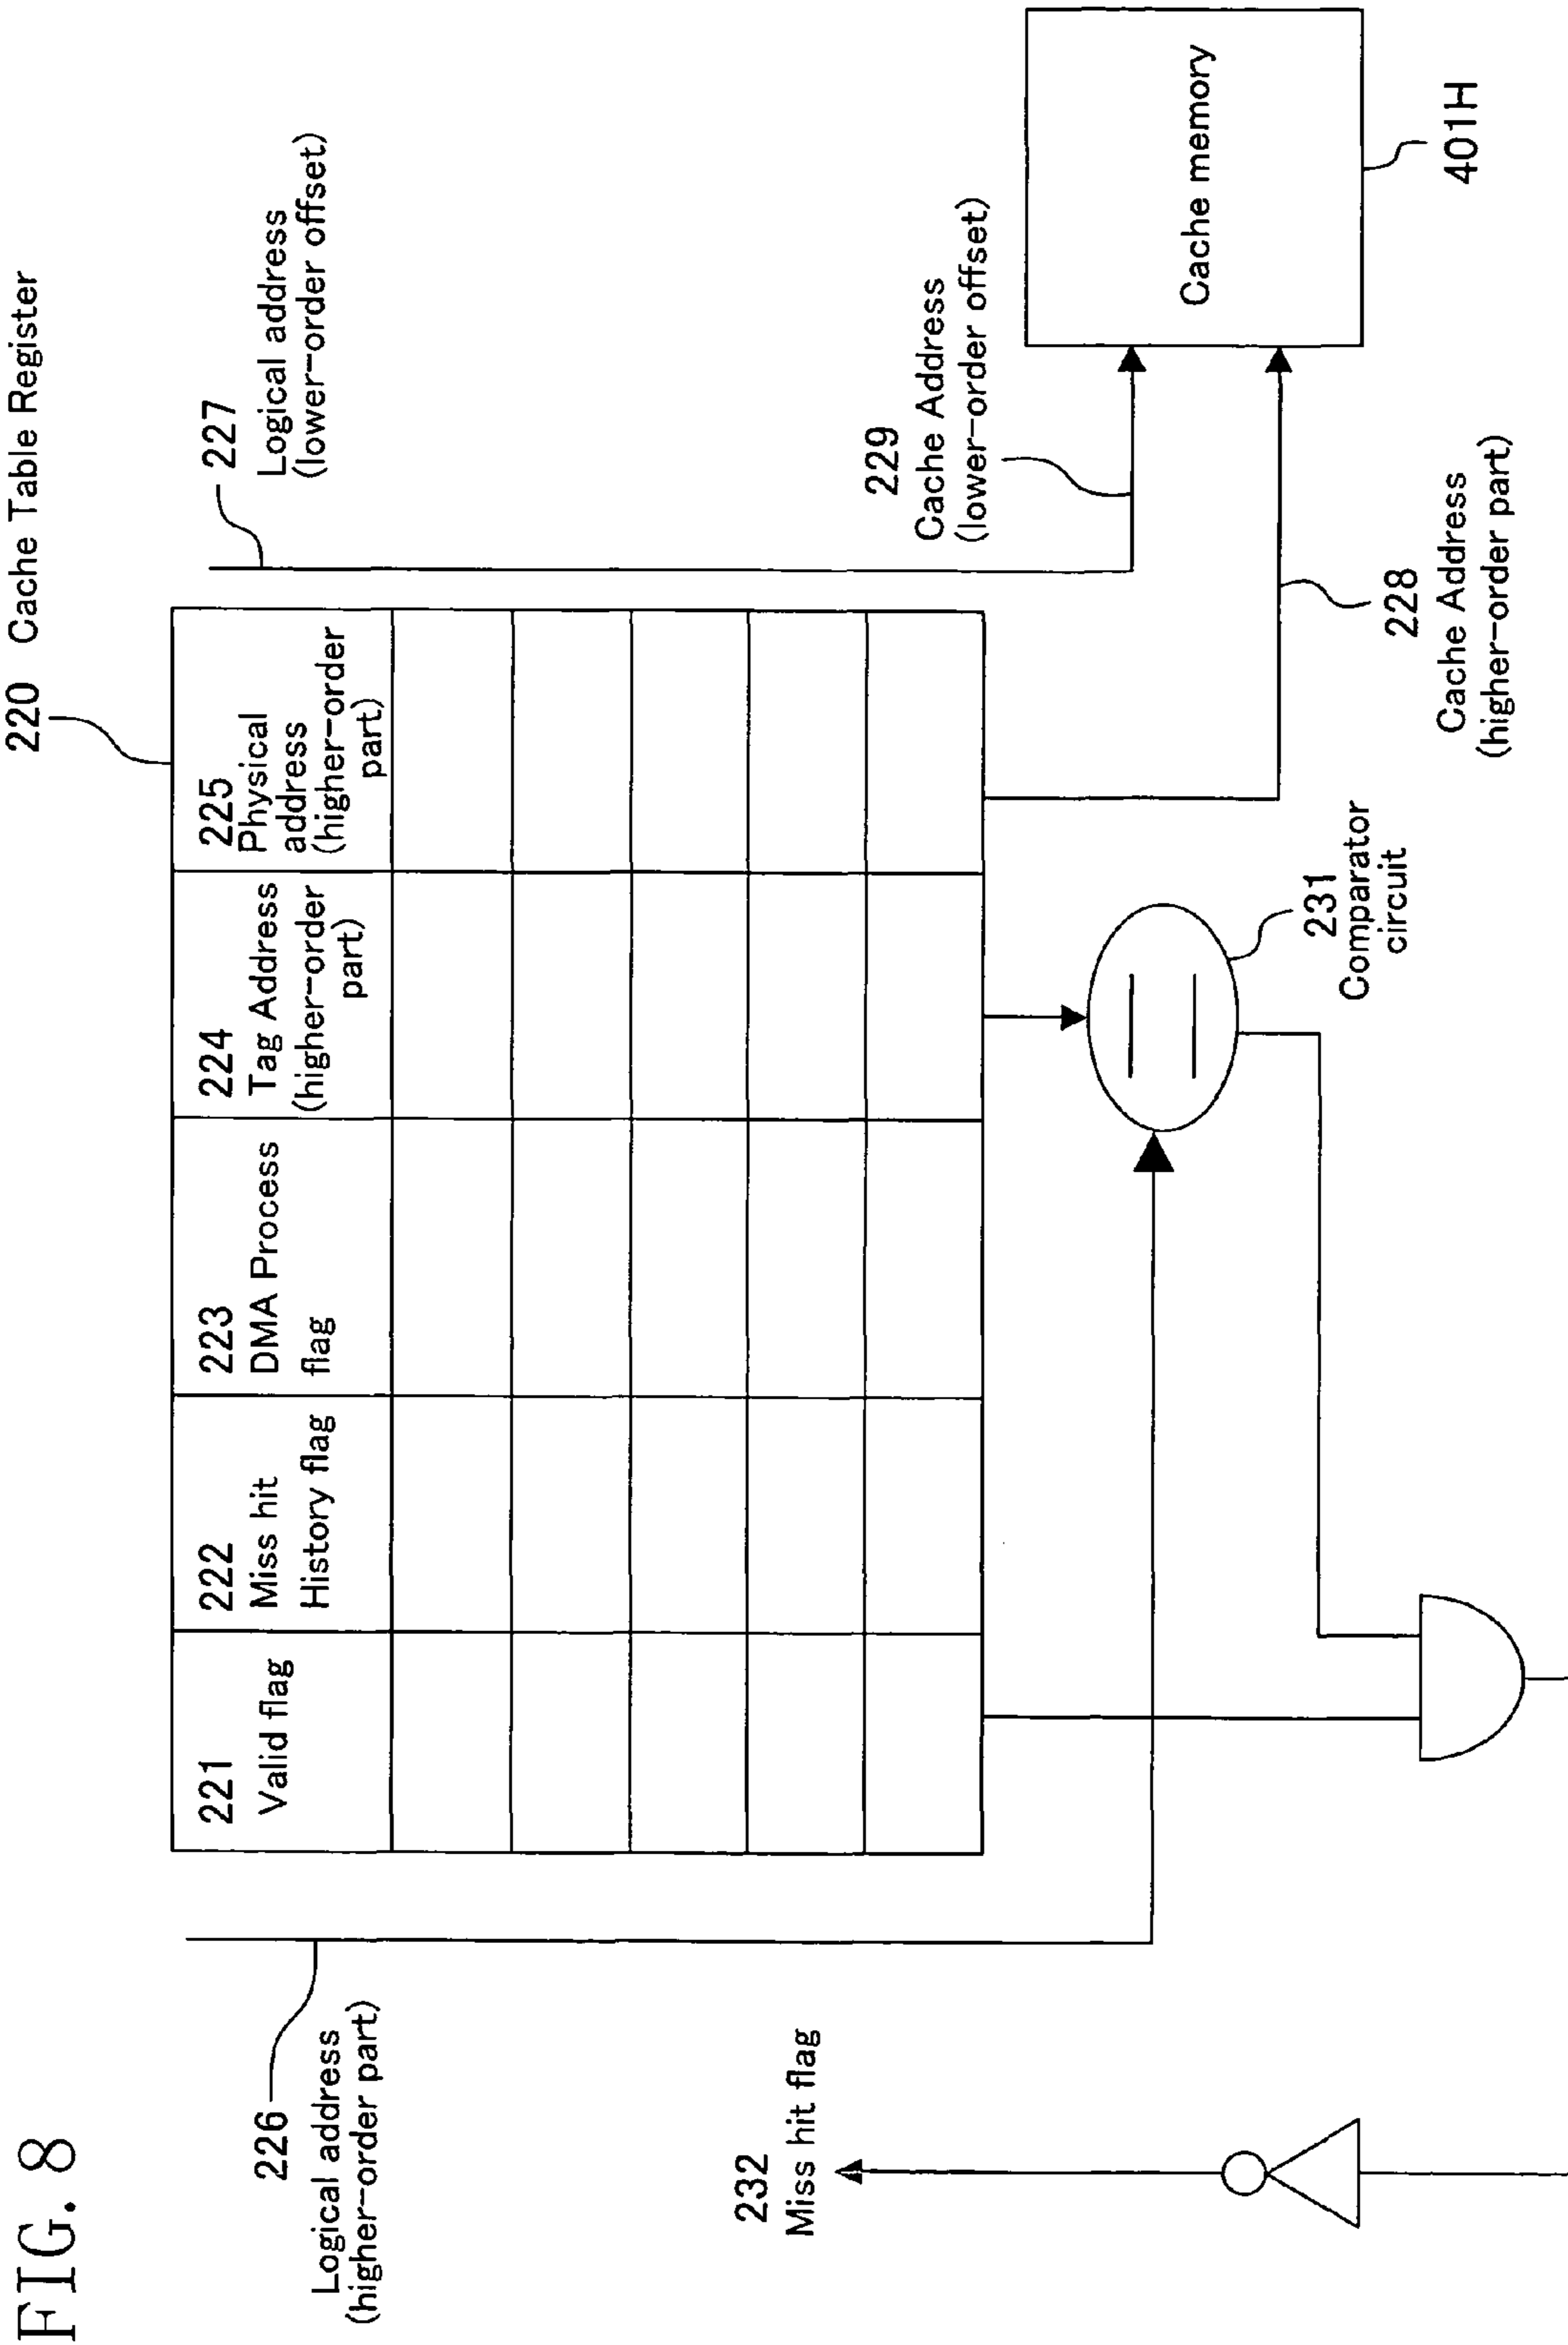 FIG. 8
220 Cache Table Register
221
Valid flag
222
Miss hit
History flag
223
DMA Process
flag
224
Tag Address
(higher-order
part)
225
Physical
address
(higher-order
part)
226
Logical address
(higher-order part)
227
Logical address
(lower-order offset)
232
Miss hit flag
231
Comparator
circuit
229
Cache Address
(lower-order offset)
228
Cache Address
(higher-order part)
Cache memory
401H